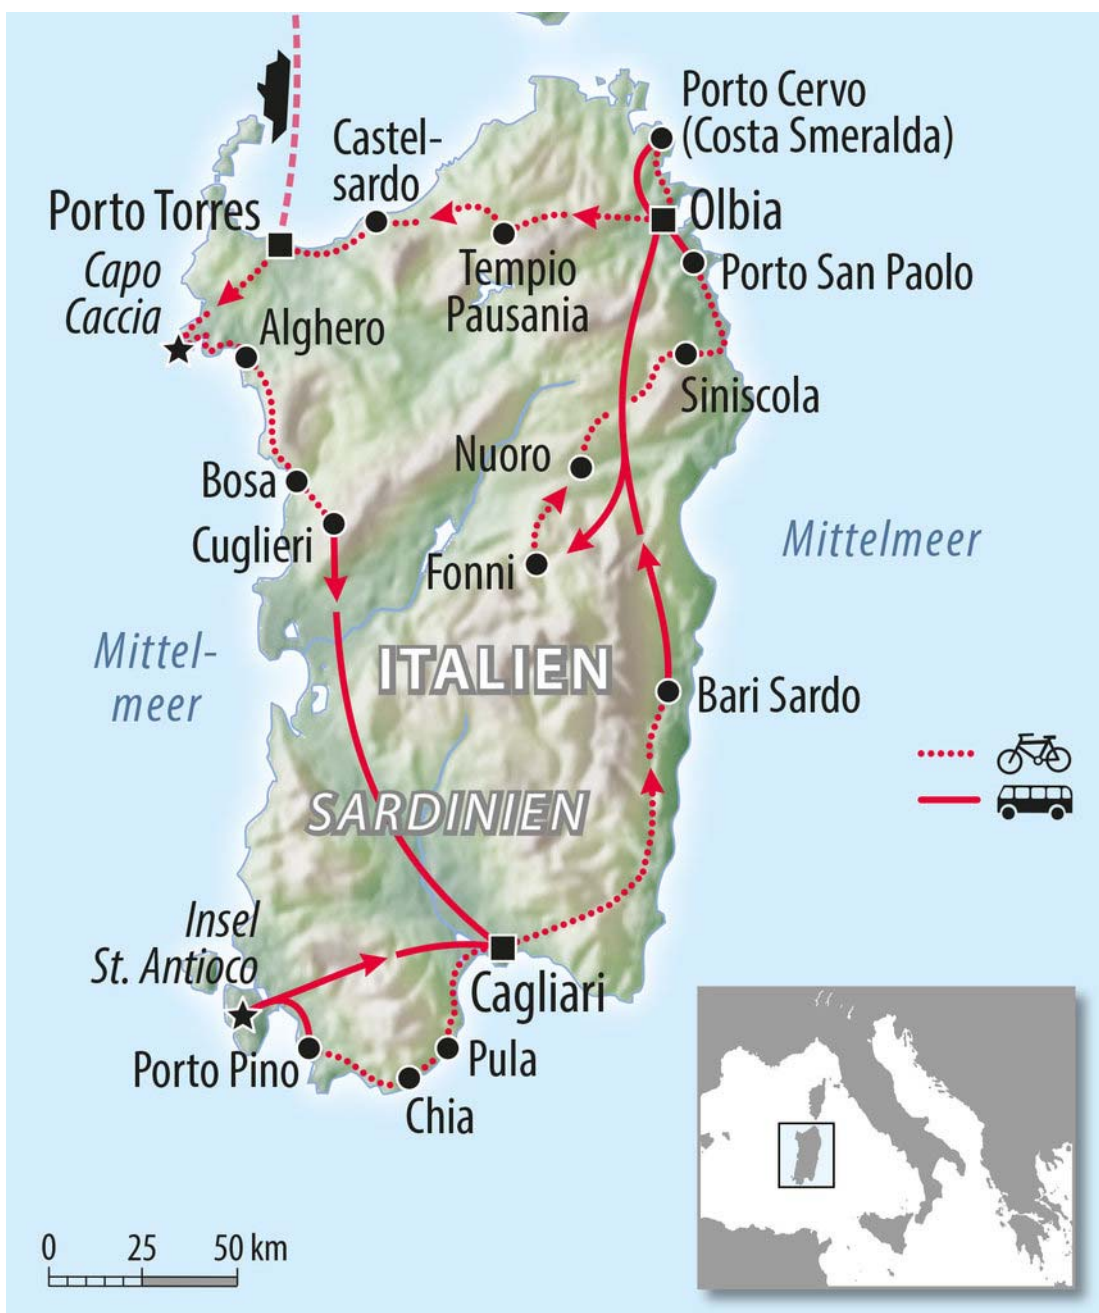 Porto Cervo
(Costa Smeralda)
Castel-
sardo
Porto Torres
Olbia
Capo
Caccia
Tempio
Pausania
Porto San Paolo
Alghero
Siniscola
Nuoro
Bosa
Cuglieri
Mittelmeer
Fonni
Mittel-
meer
ITALIEN
Bari Sardo
SARDINIEN
Insel
St. Antioco
Cagliari
Porto Pino
Pula
Chia
0 25 50 km